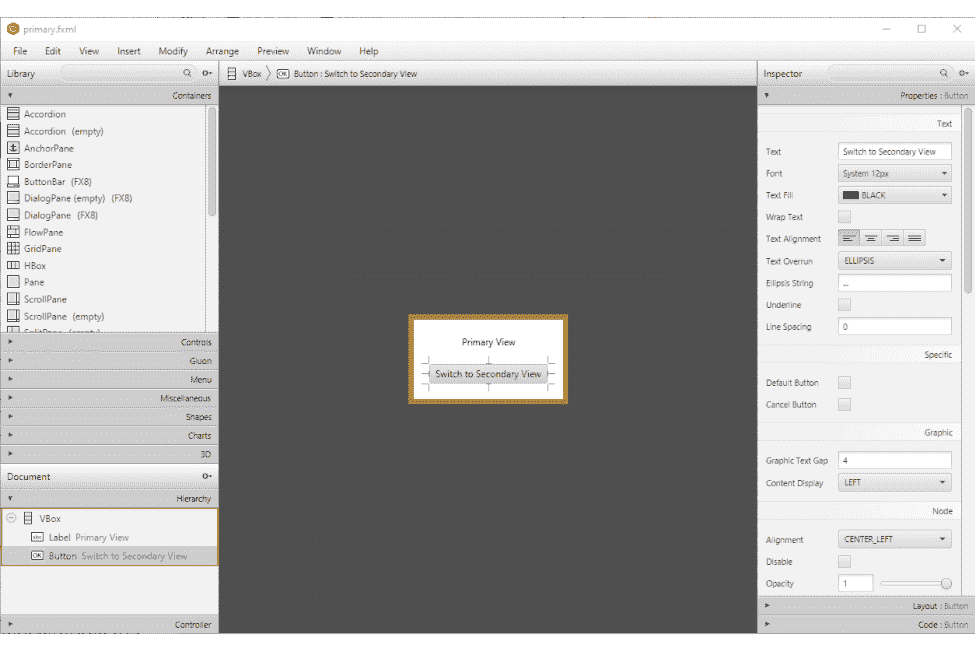 primary.fxml
File Edit View Insert Modify Arrange Preview Window Help
Library
Containers
Accordion
Accordion (empty)
AnchorPane
BorderPane
ButtonBar (FX8)
DialogPane (empty) (FX8)
DialogPane (FX8)
FlowPane
GridPane
HBox
Pane
ScrollPane
ScrollPane (empty)
SplitPane (empty)
Controls
Gluon
Menu
Miscellaneous
Shapes
Charts
3D
Document
Hierarchy
VBox
abc Label Primary View
OK Button Switch to Secondary View
Controller
VBox OK Button : Switch to Secondary View
Primary View
Switch to Secondary View
Inspector
Properties : Button
Text
Text Switch to Secondary View
Font System 12px
Text Fill BLACK
Wrap Text
Text Alignment
Text Overrun ELLIPSIS
Ellipsis String ...
Underline
Line Spacing 0
Specific
Default Button
Cancel Button
Graphic
Graphic Text Gap 4
Content Display LEFT
Node
Alignment CENTER_LEFT
Disable
Opacity 1
Layout : Button
Code : Button